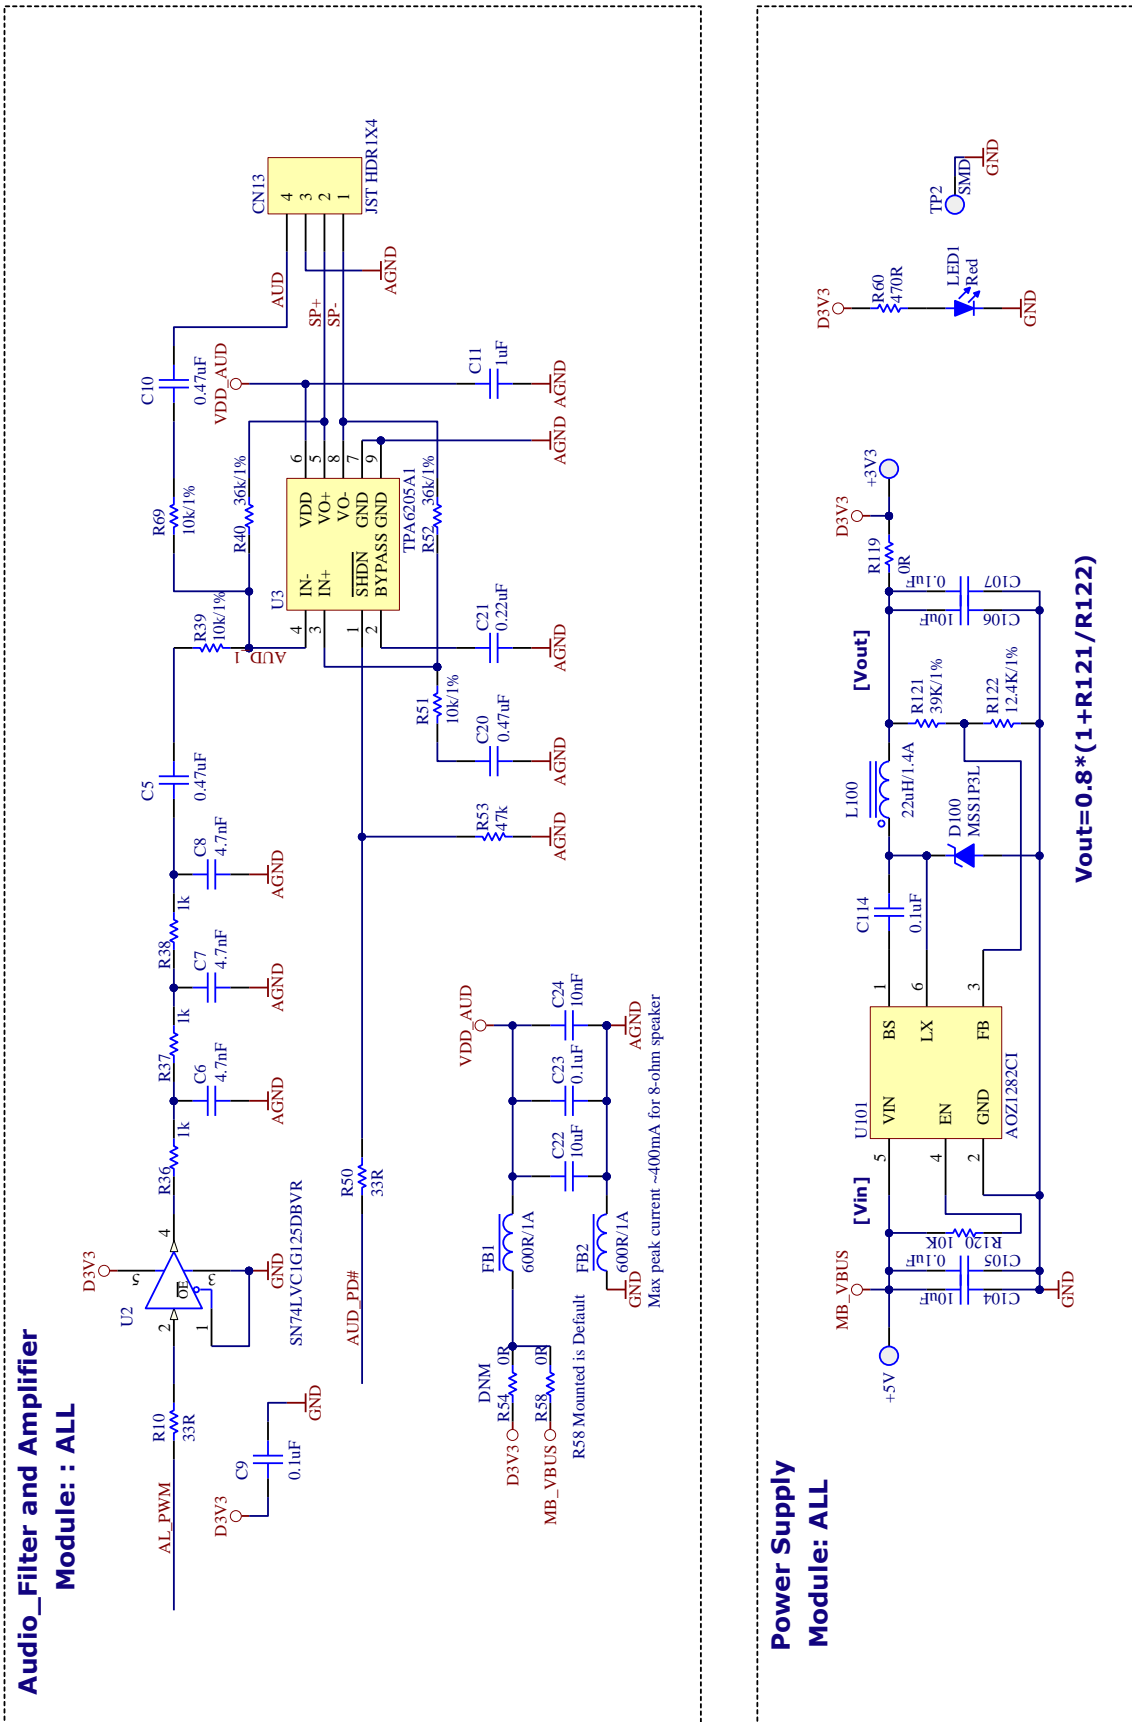 Audio_Filter and Amplifier
Module: : ALL
AL_PWM
R10
33R
D3V3
C9
0.1uF
GND
D3V3
U2
2
1
5
3
4
OE
GND
SN74LVC1G125DBVR
R36
1k
C6
4.7nF
AGND
R37
1k
C7
4.7nF
AGND
R38
1k
C8
4.7nF
AGND
C5
0.47uF
R39
10k/1%
AUD_1
R69
10k/1%
C10
0.47uF
AUD
R40
36k/1%
VDD_AUD
U3
4
3
1
2
IN-
IN+
SHDN
BYPASS
VDD
VO+
VO-
GND
GND
6
5
8
7
9
TPA6205A1
R52
36k/1%
C11
1uF
AGND
AGND
SP+
SP-
CN13
4
3
2
1
JST HDR1X4
AGND
C21
0.22uF
AGND
R51
10k/1%
C20
0.47uF
AGND
R53
47k
AGND
AUD_PD#
R50
33R
D3V3
MB_VBUS
DNM
R54
0R
R58
0R
R58 Mounted is Default
FB1
600R/1A
FB2
600R/1A
GND
C22
10uF
C23
0.1uF
C24
10nF
VDD_AUD
AGND
Max peak current ~400mA for 8-ohm speaker
Power Supply
Module: ALL
+5V
MB_VBUS
[Vin]
C104
10uF
C105
0.1uF
R120
10K
GND
U101
5
4
2
VIN
EN
GND
BS
LX
FB
1
6
3
AOZ1282CI
C114
0.1uF
D100
MSS1P3L
L100
22uH/1.4A
[Vout]
R121
39K/1%
R122
12.4K/1%
C106
10uF
C107
0.1uF
R119
0R
D3V3
+3V3
Vout=0.8*(1+R121/R122)
D3V3
R60
470R
LED1
Red
GND
TP2
SMD
GND